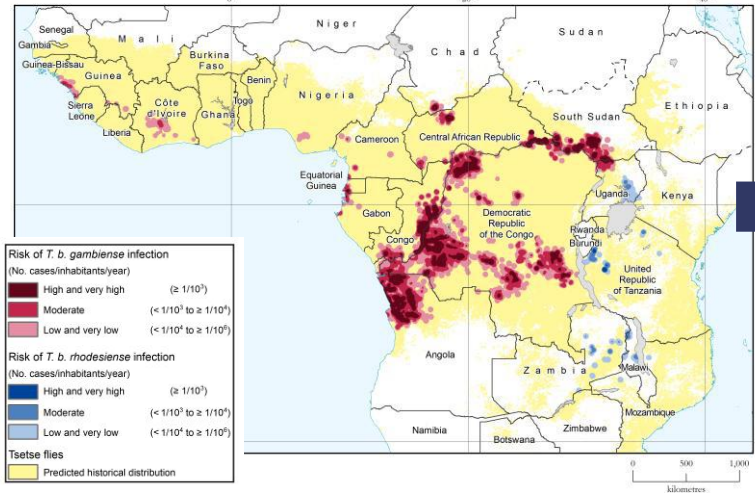 Niger
Senegal
Mali
Sudan
Gambia
Chad
Burkina
Faso
Guinea-Bissau
Guinea
Benin
Nigeria
Togo
Ghana
Côte
d'Ivoire
Sierra
Leone
Liberia
Ethiopia
South Sudan
Central African Republic
Cameroon
Equatorial
Guinea
Uganda
Kenya
Gabon
Congo
Democratic
Republic
of the Congo
Rwanda
Burundi
United
Republic
of Tanzania
Angola
Zambia
Malawi
Mozambique
Zimbabwe
Namibia
Botswana
Risk of T. b. gambiense infection
(No. cases/inhabitants/year)
High and very high (≥ 1/10³)
Moderate (< 1/10³ to ≥ 1/10⁴)
Low and very low (< 1/10⁴ to ≥ 1/10⁶)
Risk of T. b. rhodesiense infection
(No. cases/inhabitants/year)
High and very high (≥ 1/10³)
Moderate (< 1/10³ to ≥ 1/10⁴)
Low and very low (< 1/10⁴ to ≥ 1/10⁶)
Tsetse flies
Predicted historical distribution
0 500 1,000
kilometres